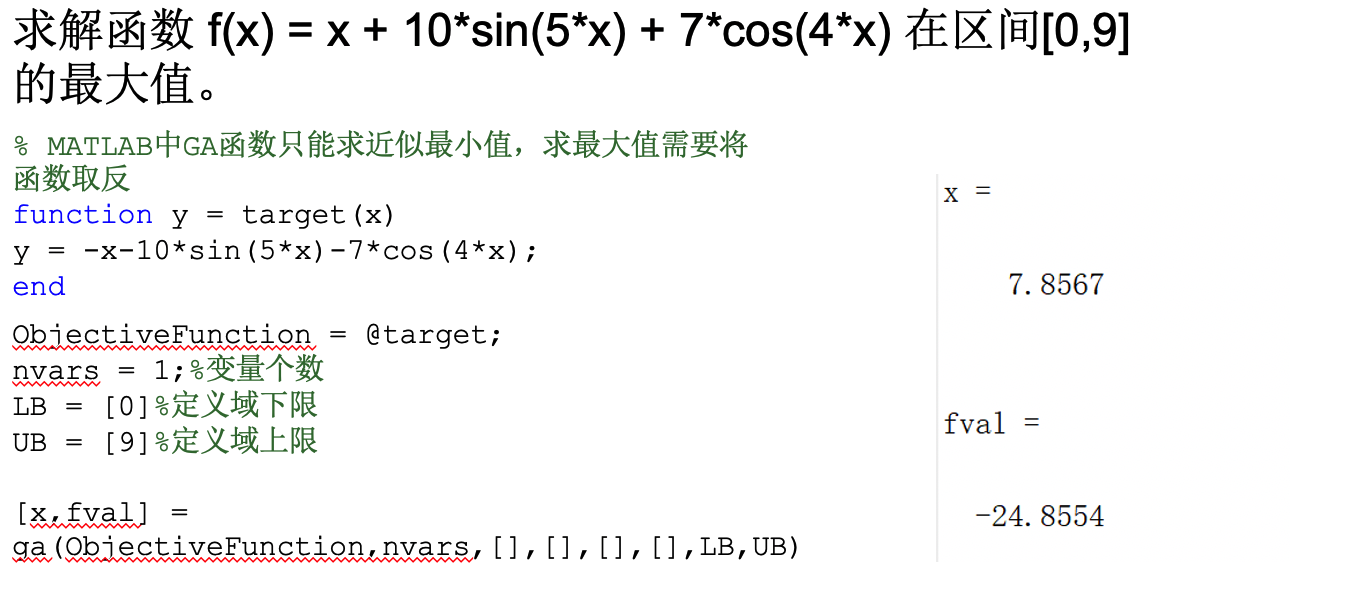 求解函数 f(x) = x + 10*sin(5*x) + 7*cos(4*x) 在区间[0,9]
的最大值。
% MATLAB中GA函数只能求近似最小值，求最大值需要将
函数取反
function y = target(x)
y = -x-10*sin(5*x)-7*cos(4*x);
end
ObjectiveFunction = @target;
nvars = 1;%变量个数
LB = [0]%定义域下限
UB = [9]%定义域上限
[x,fval] =
ga(ObjectiveFunction,nvars,[],[],[],[],LB,UB)
x =
7.8567
fval =
-24.8554